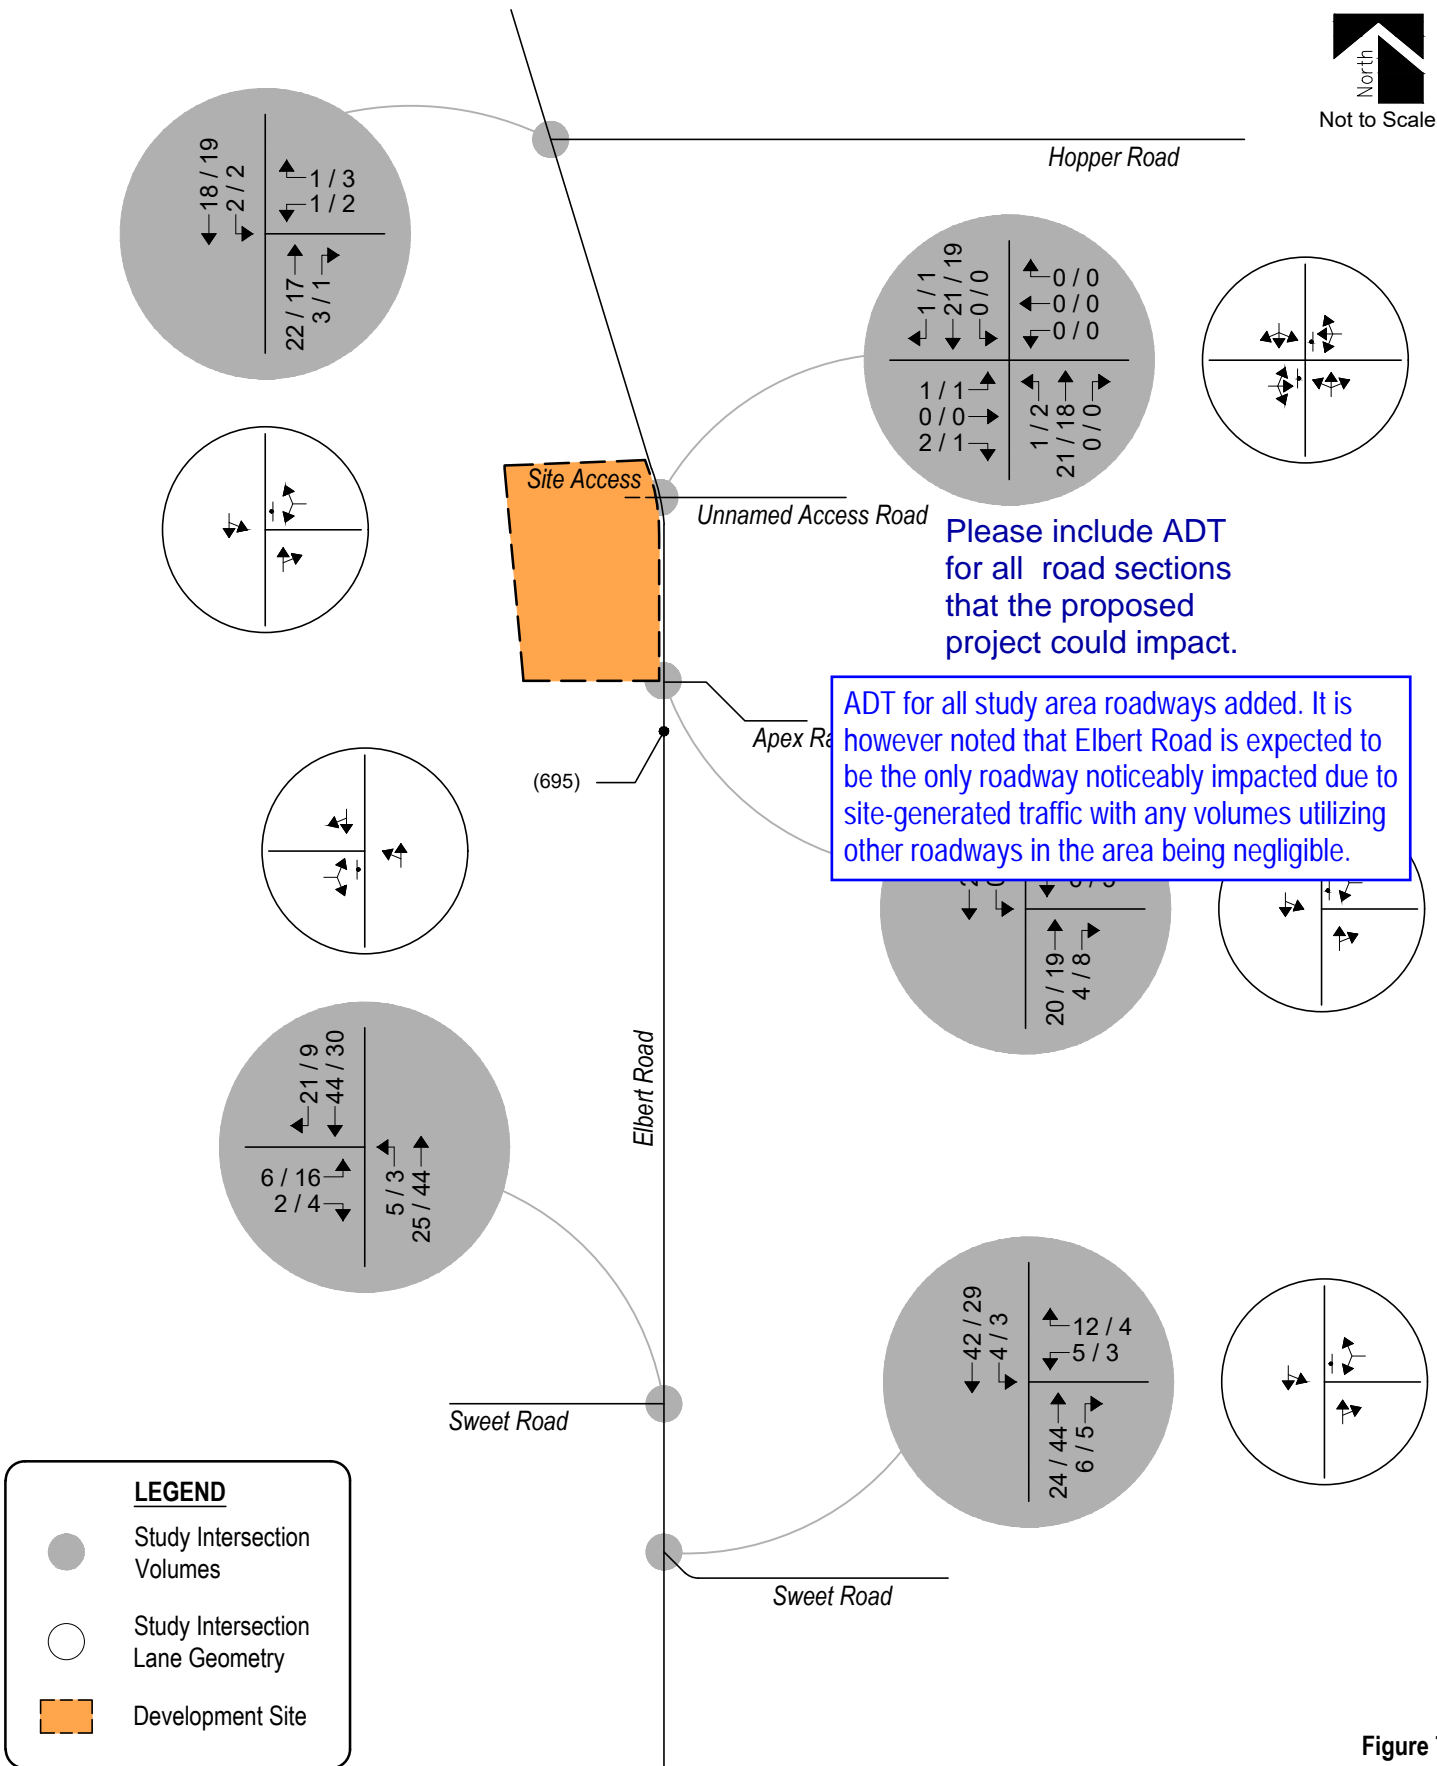 North
Not to Scale
Hopper Road
18 / 19
2 / 2
1 / 3
1 / 2
22 / 17
3 / 1
1 / 1
21 / 19
0 / 0
0 / 0
0 / 0
0 / 0
1 / 1
0 / 0
2 / 1
1 / 2
21 / 18
0 / 0
Site Access
Unnamed Access Road
Please include ADT
for all road sections
that the proposed
project could impact.
Apex
(695)
ADT for all study area roadways added. It is
however noted that Elbert Road is expected to
be the only roadway noticeably impacted due to
site-generated traffic with any volumes utilizing
other roadways in the area being negligible.
20 / 19
4 / 8
Elbert Road
21 / 9
44 / 30
6 / 16
2 / 4
5 / 3
25 / 44
Sweet Road
42 / 29
4 / 3
12 / 4
5 / 3
24 / 44
6 / 5
Sweet Road
LEGEND
Study Intersection
Volumes
Study Intersection
Lane Geometry
Development Site
Figure